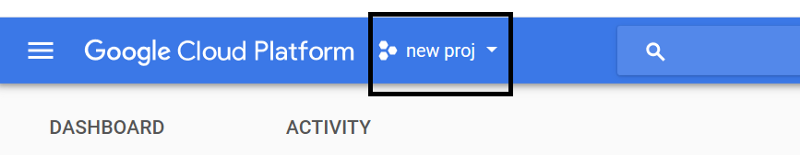 Google Cloud Platform new proj
DASHBOARD ACTIVITY